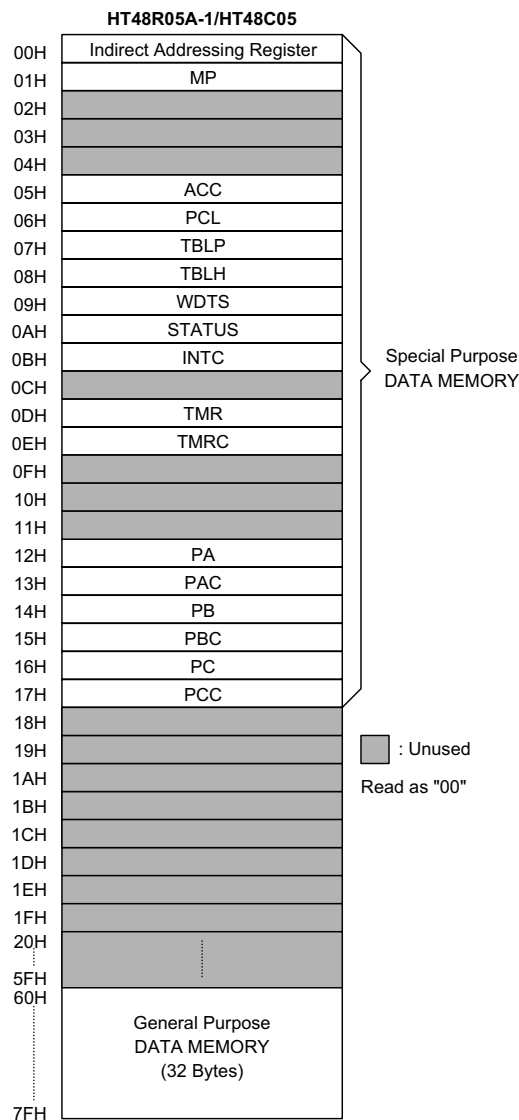 HT48R05A-1/HT48C05
00H Indirect Addressing Register
01H MP
02H
03H
04H
05H ACC
06H PCL
07H TBLP
08H TBLH
09H WDTS
0AH STATUS
0BH INTC
Special Purpose
DATA MEMORY
0CH
0DH TMR
0EH TMRC
0FH
10H
11H
12H PA
13H PAC
14H PB
15H PBC
16H PC
17H PCC
18H
19H
: Unused
1AH
Read as "00"
1BH
1CH
1DH
1EH
1FH
20H
5FH
60H
General Purpose
DATA MEMORY
(32 Bytes)
7FH